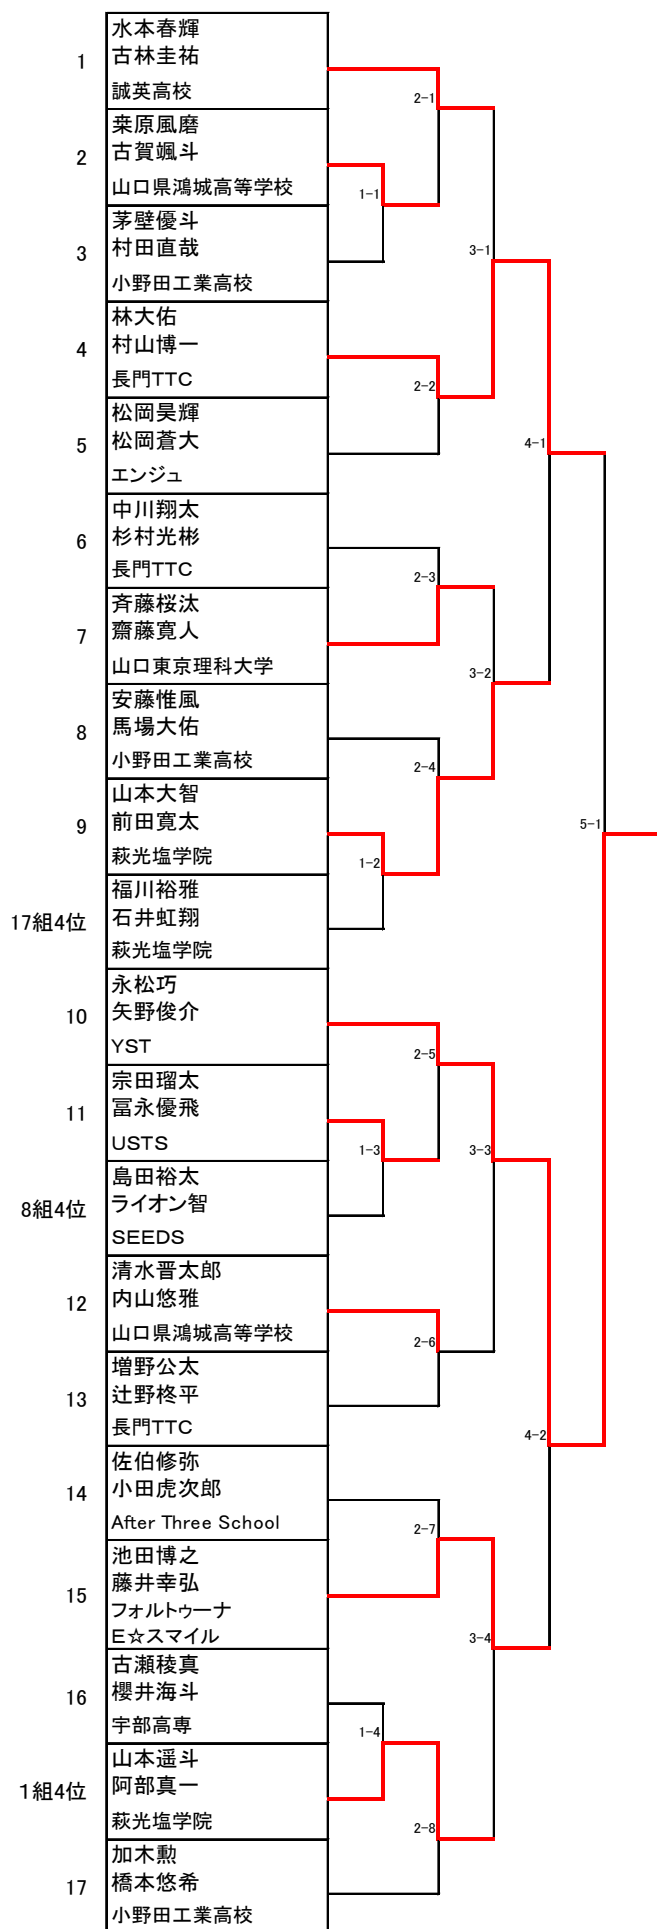 1
水本春輝
古林圭祐
誠英高校
2
桒原風磨
古賀颯斗
山口県鴻城高等学校
3
茅壁優斗
村田直哉
小野田工業高校
4
林大佑
村山博一
長門TTC
5
松岡昊輝
松岡蒼大
エンジュ
6
中川翔太
杉村光彬
長門TTC
7
斉藤桜汰
齋藤寛人
山口東京理科大学
8
安藤惟風
馬場大佑
小野田工業高校
9
山本大智
前田寛太
萩光塩学院
17組4位
福川裕雅
石井虹翔
萩光塩学院
10
永松巧
矢野俊介
YST
11
宗田瑠太
冨永優飛
USTS
8組4位
島田裕太
ライオン智
SEEDS
12
清水晋太郎
内山悠雅
山口県鴻城高等学校
13
増野公太
辻野柊平
長門TTC
14
佐伯修弥
小田虎次郎
After Three School
15
池田博之
藤井幸弘
フォルトゥーナ
E☆スマイル
16
古瀬稜真
櫻井海斗
宇部高専
1組4位
山本遥斗
阿部真一
萩光塩学院
17
加木勲
橋本悠希
小野田工業高校
1-1
1-2
1-3
1-4
2-1
2-2
2-3
2-4
2-5
2-6
2-7
2-8
3-1
3-2
3-3
3-4
4-1
4-2
5-1